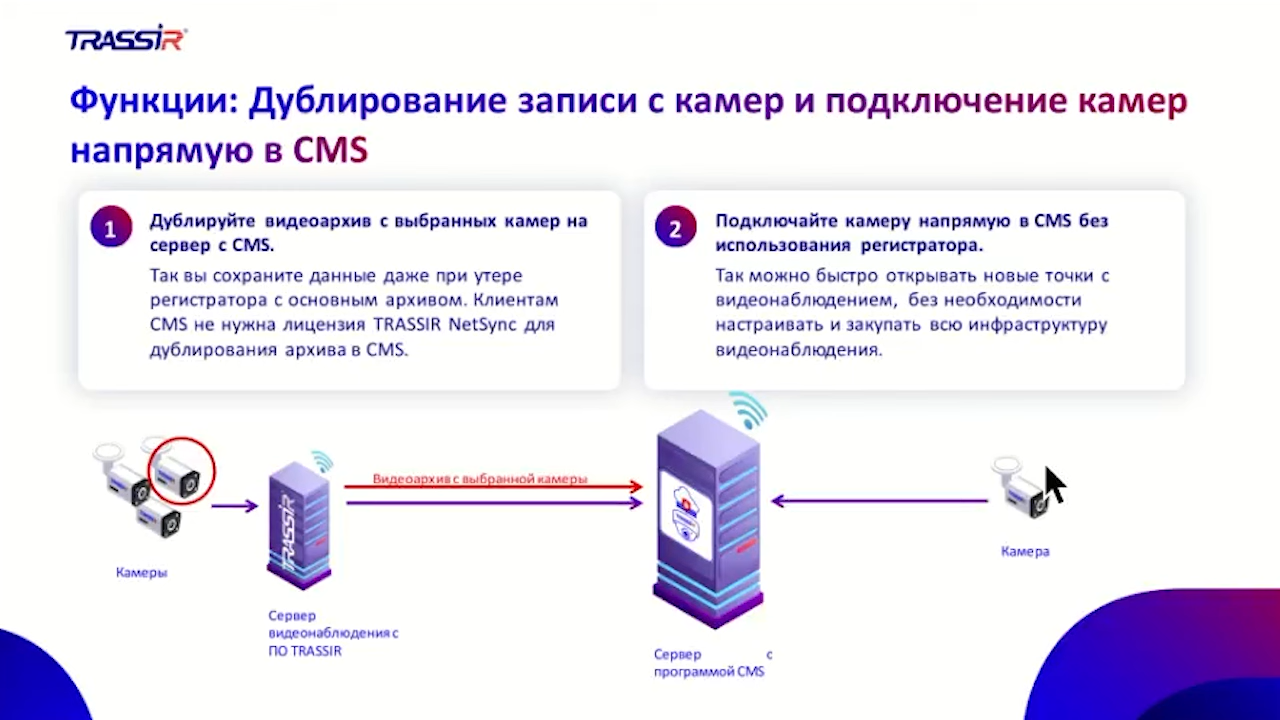 TRASSIR
Функции: Дублирование записи с камер и подключение камер
напрямую в CMS
1
Дублируйте видеоархив с выбранных камер на
сервер с CMS.
Так вы сохраните данные даже при утере
регистратора с основным архивом. Клиентам
CMS не нужна лицензия TRASSIR NetSync для
дублирования архива в CMS.
2
Подключайте камеру напрямую в CMS без
использования регистратора.
Так можно быстро открывать новые точки с
видеонаблюдением, без необходимости
настраивать и закупать всю инфраструктуру
видеонаблюдения.
Видеоархив с выбранной камеры
TRASSIR
Камеры
Сервер
видеонаблюдения с
ПО TRASSIR
Сервер с
программой CMS
Камера